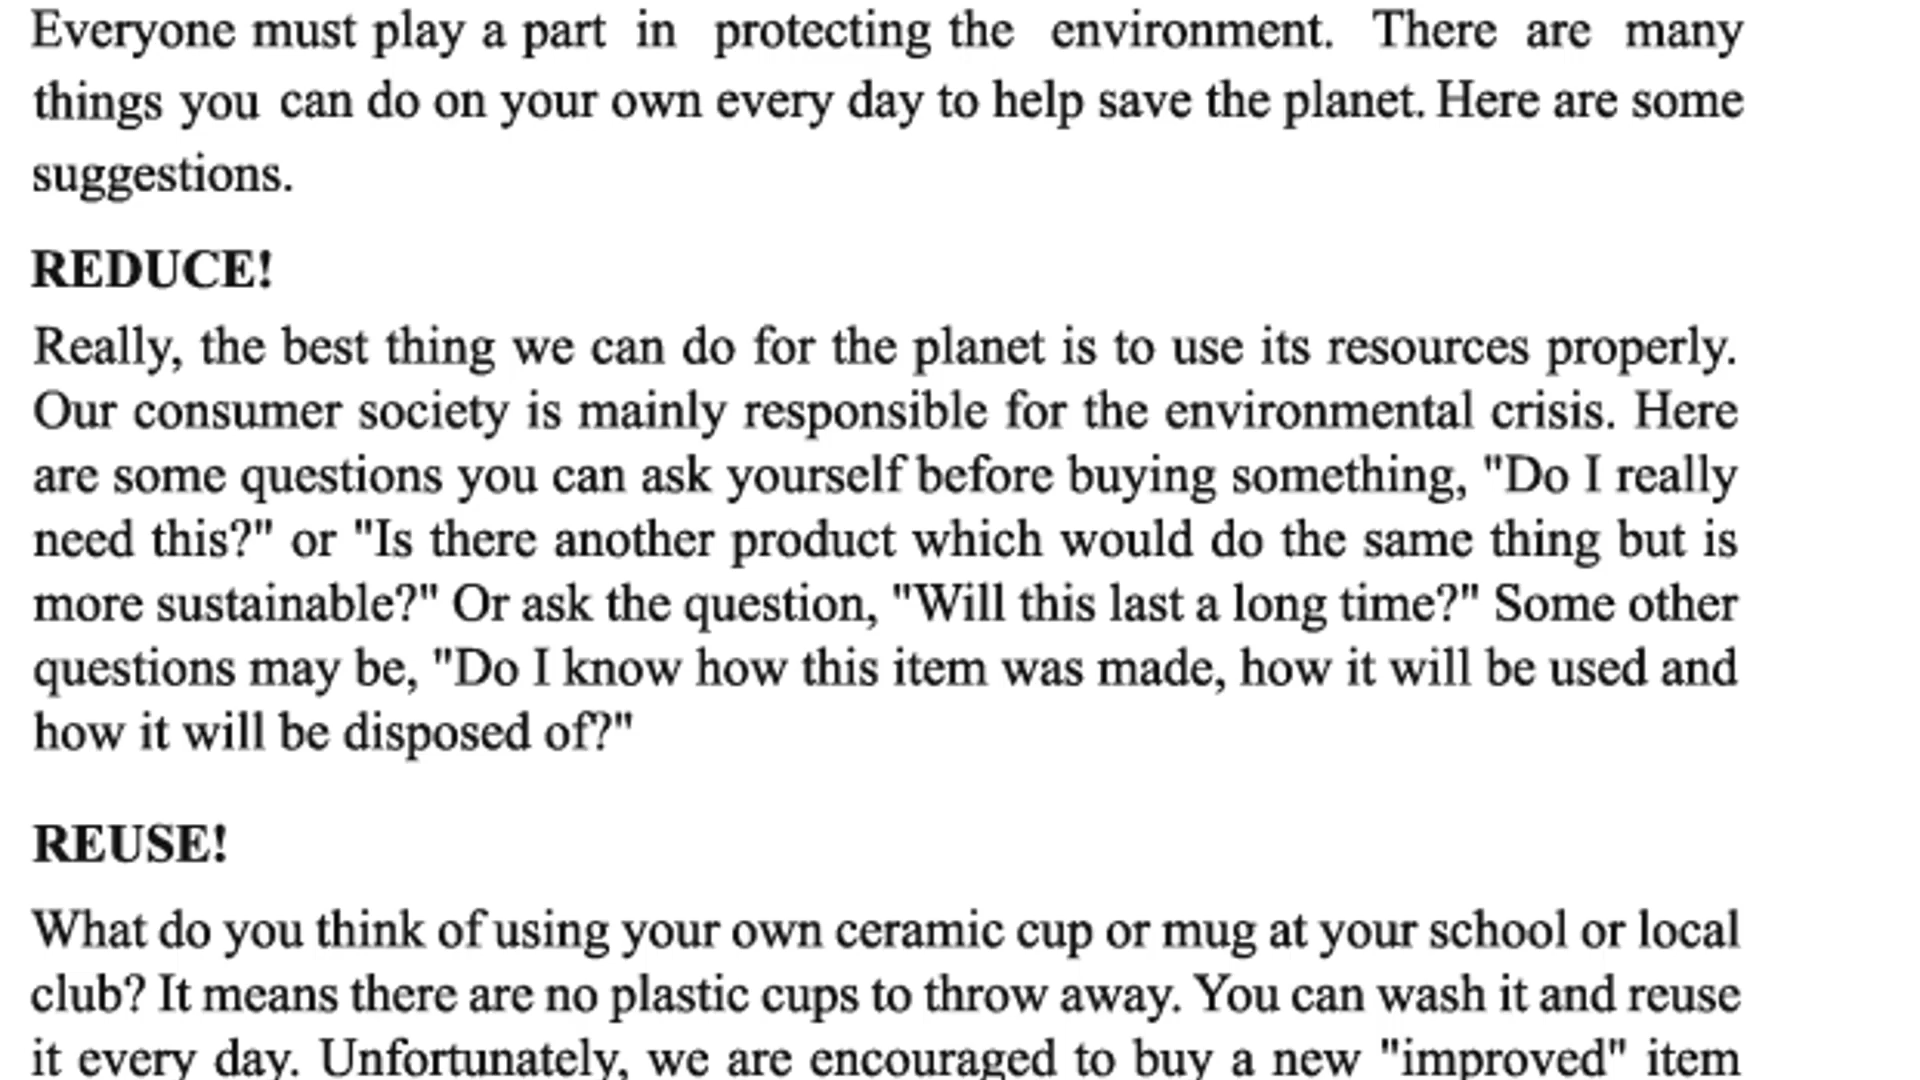 Everyone must play a part in protecting the environment. There are many
things you can do on your own every day to help save the planet. Here are some
suggestions.
REDUCE!
Really, the best thing we can do for the planet is to use its resources properly.
Our consumer society is mainly responsible for the environmental crisis. Here
are some questions you can ask yourself before buying something, "Do I really
need this?" or "Is there another product which would do the same thing but is
more sustainable?" Or ask the question, "Will this last a long time?" Some other
questions may be, "Do I know how this item was made, how it will be used and
how it will be disposed of?"
REUSE!
What do you think of using your own ceramic cup or mug at your school or local
club? It means there are no plastic cups to throw away. You can wash it and reuse
it every day. Unfortunately, we are encouraged to buy a new "improved" item